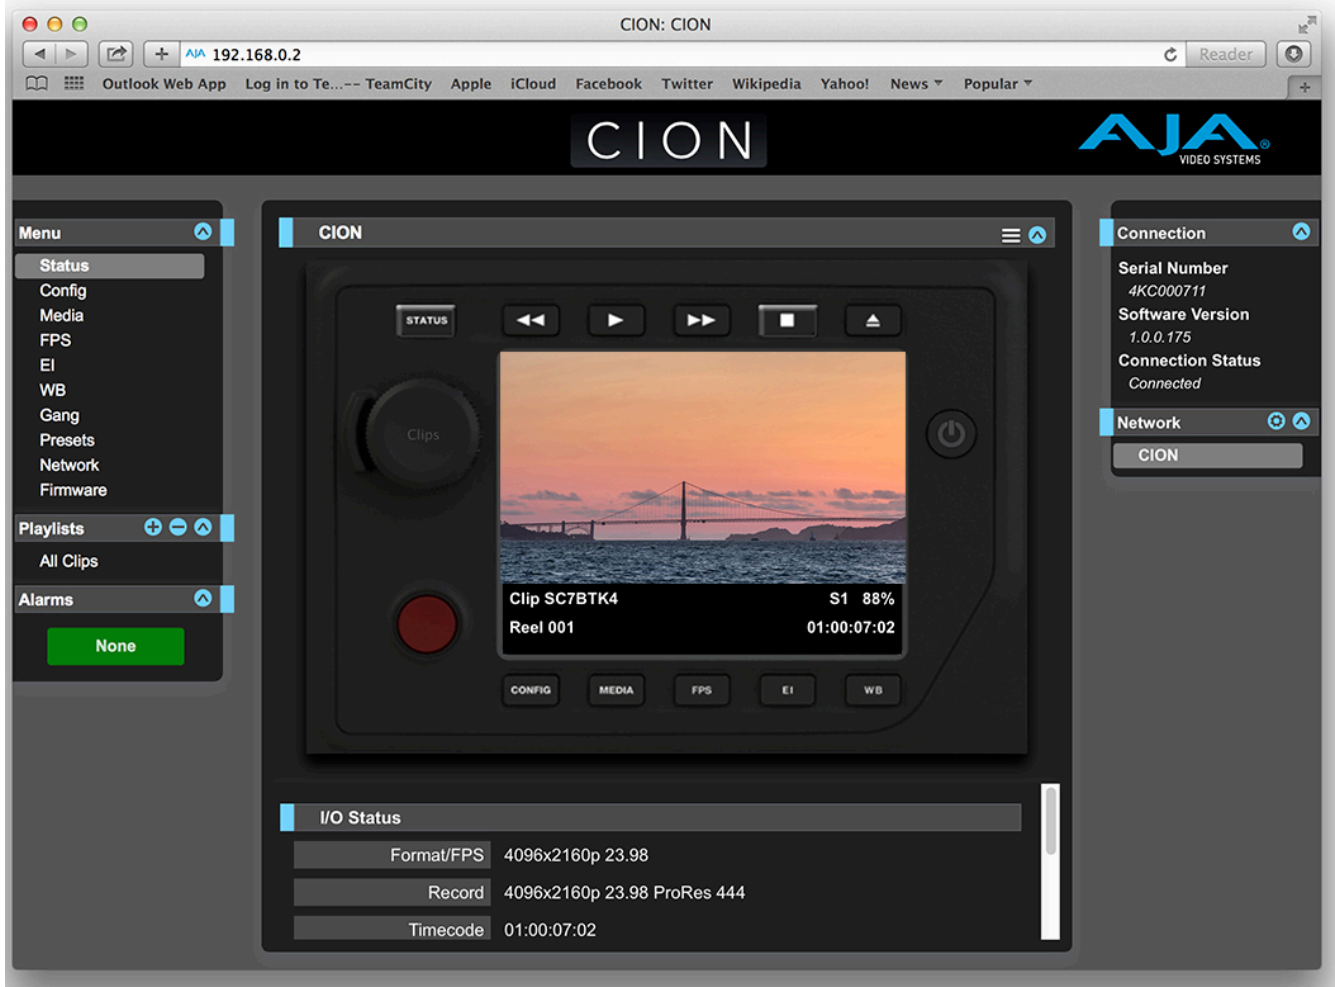 CION: CION
AJA 192.168.0.2
Reader
Outlook Web App Log in to Te...-- TeamCity Apple iCloud Facebook Twitter Wikipedia Yahoo! News Popular
CION
AJA®
VIDEO SYSTEMS
Menu
Status
Config
Media
FPS
EI
WB
Gang
Presets
Network
Firmware
Playlists
All Clips
Alarms
None
CION
STATUS
Clips
Clip SC7BTK4 S1 88%
Reel 001 01:00:07:02
CONFIG MEDIA FPS EI WB
I/O Status
Format/FPS 4096x2160p 23.98
Record 4096x2160p 23.98 ProRes 444
Timecode 01:00:07:02
Connection
Serial Number
4KC000711
Software Version
1.0.0.175
Connection Status
Connected
Network
CION